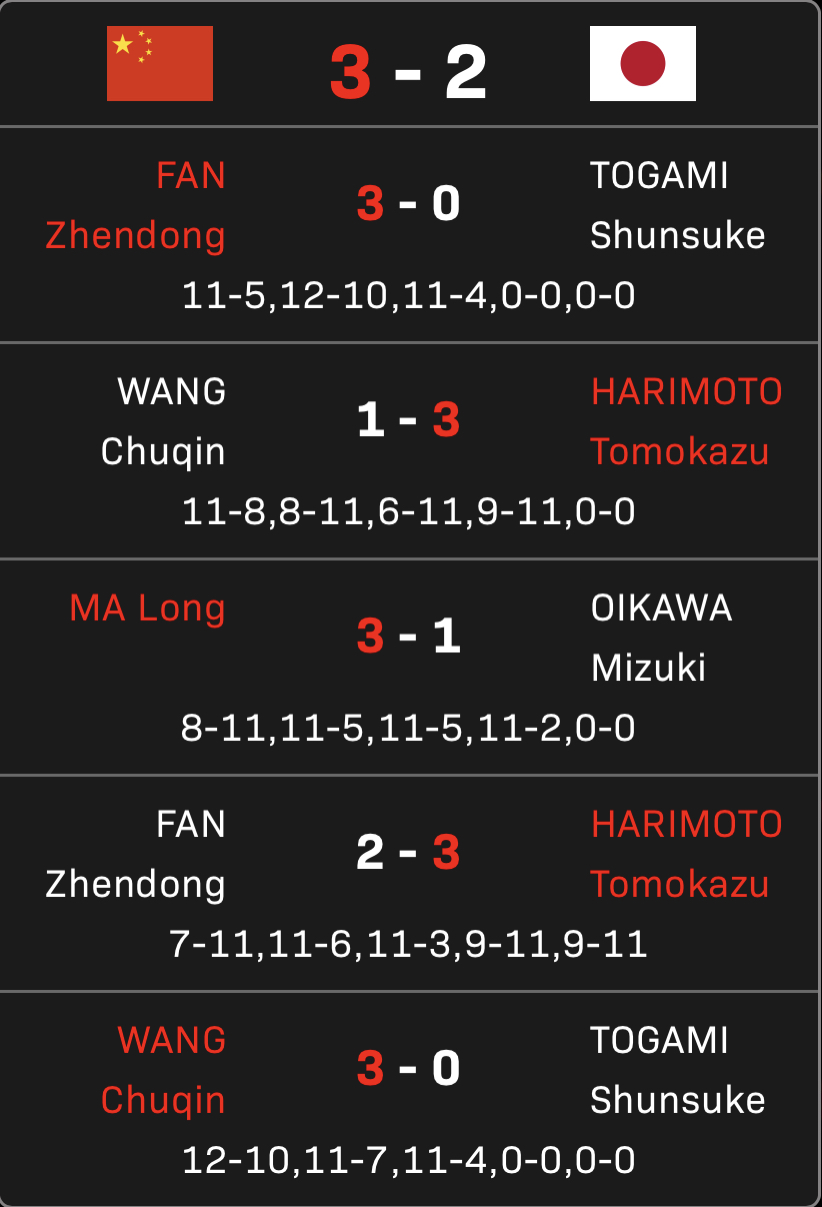 3 - 2
FAN
Zhendong
3 - 0
TOGAMI
Shunsuke
11-5,12-10,11-4,0-0,0-0
WANG
Chuqin
1 - 3
HARIMOTO
Tomokazu
11-8,8-11,6-11,9-11,0-0
MA Long
3 - 1
OIKAWA
Mizuki
8-11,11-5,11-5,11-2,0-0
FAN
Zhendong
2 - 3
HARIMOTO
Tomokazu
7-11,11-6,11-3,9-11,9-11
WANG
Chuqin
3 - 0
TOGAMI
Shunsuke
12-10,11-7,11-4,0-0,0-0